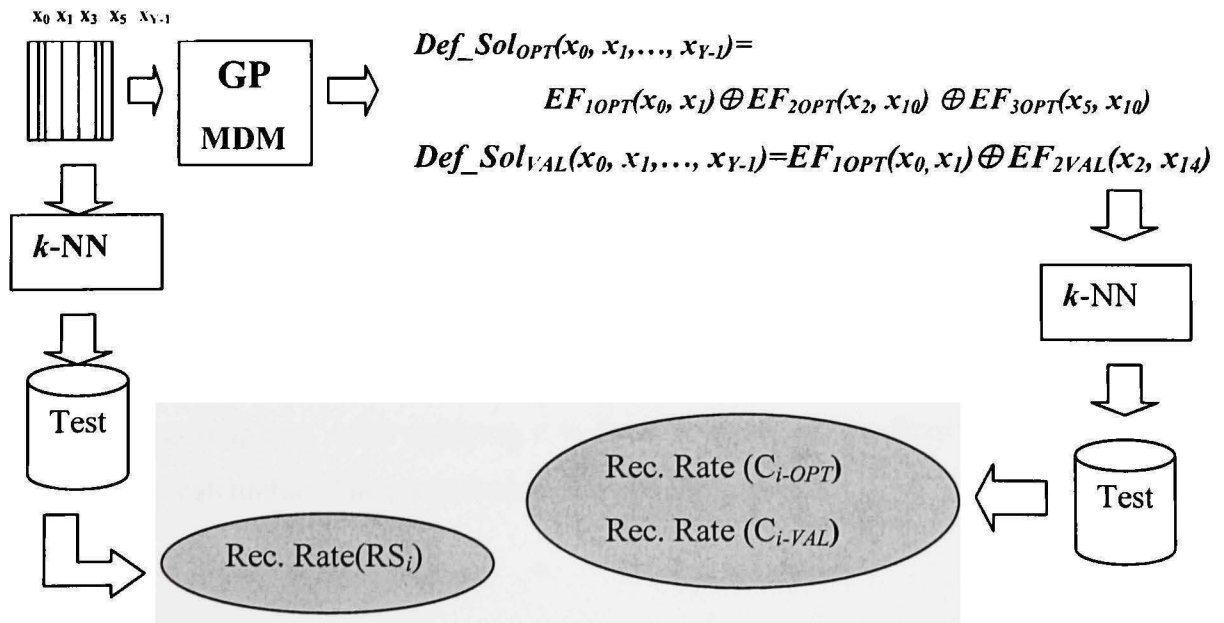 x0 x1 x3 x5 xY-1
GP
MDM
Def_SolOPT(x0, x1,…, xY-1)=
EF1OPT(x0, x1)⊕EF2OPT(x2, x10) ⊕EF3OPT(x5, x10)
Def_SolVAL(x0, x1,…, xY-1)=EF1OPT(x0, x1)⊕EF2VAL(x2, x14)
k-NN
k-NN
Test
Test
Rec. Rate (Ci-OPT)
Rec. Rate (Ci-VAL)
Rec. Rate(RSi)